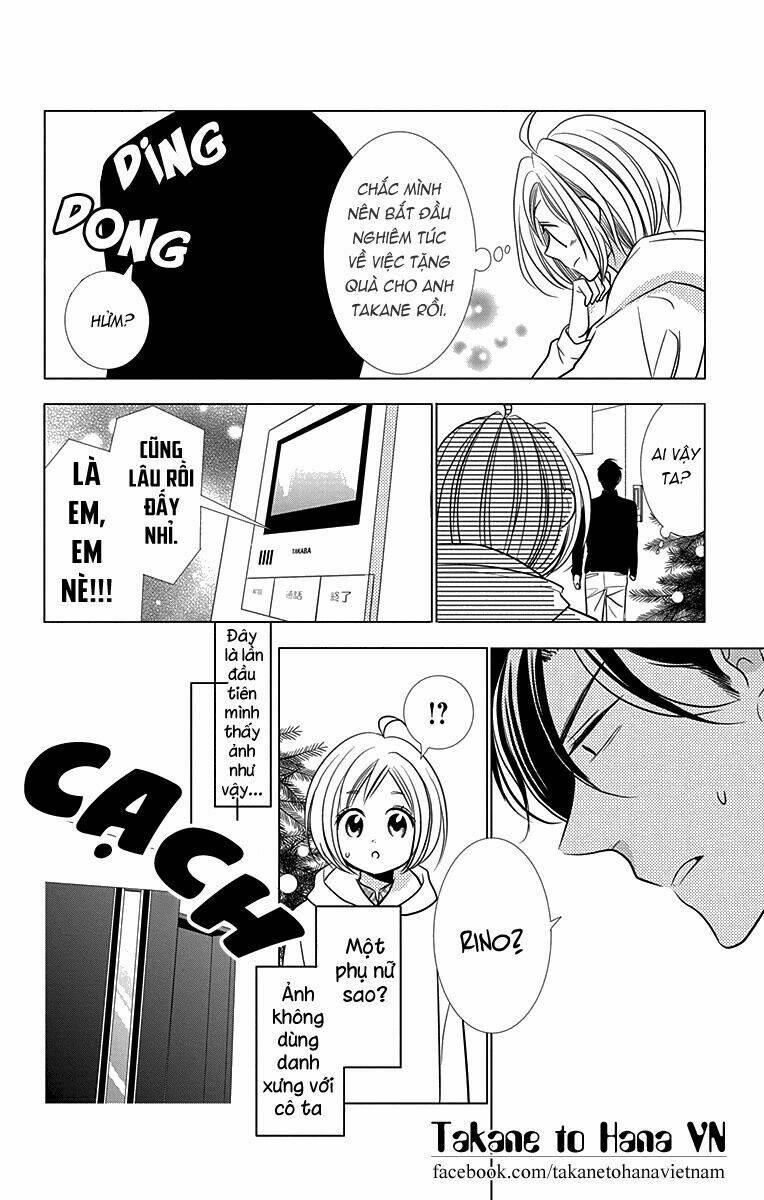 CHẮC MÌNH
NÊN BẮT ĐẦU
NGHIÊM TÚC
VỀ VIỆC TẶNG
QUÀ CHO ANH
TAKANE RỒI.
DING
DONG
HỬM?
AI VẬY
TA?
CŨNG
LÂU RỒI
ĐẤY
NHỈ.
LÀ
EM,
EM
NÈ!!!
TAKABA
通話
終了
RINO?
!?
Đây
là lần
đầu
tiên
mình
thấy
ảnh
như
vậy...
Một
phụ nữ
sao?
Ảnh
không
dùng
danh
xưng với
cô ta
CẠCH
Takane to Hana VN
facebook.com/takanetohanavietnam